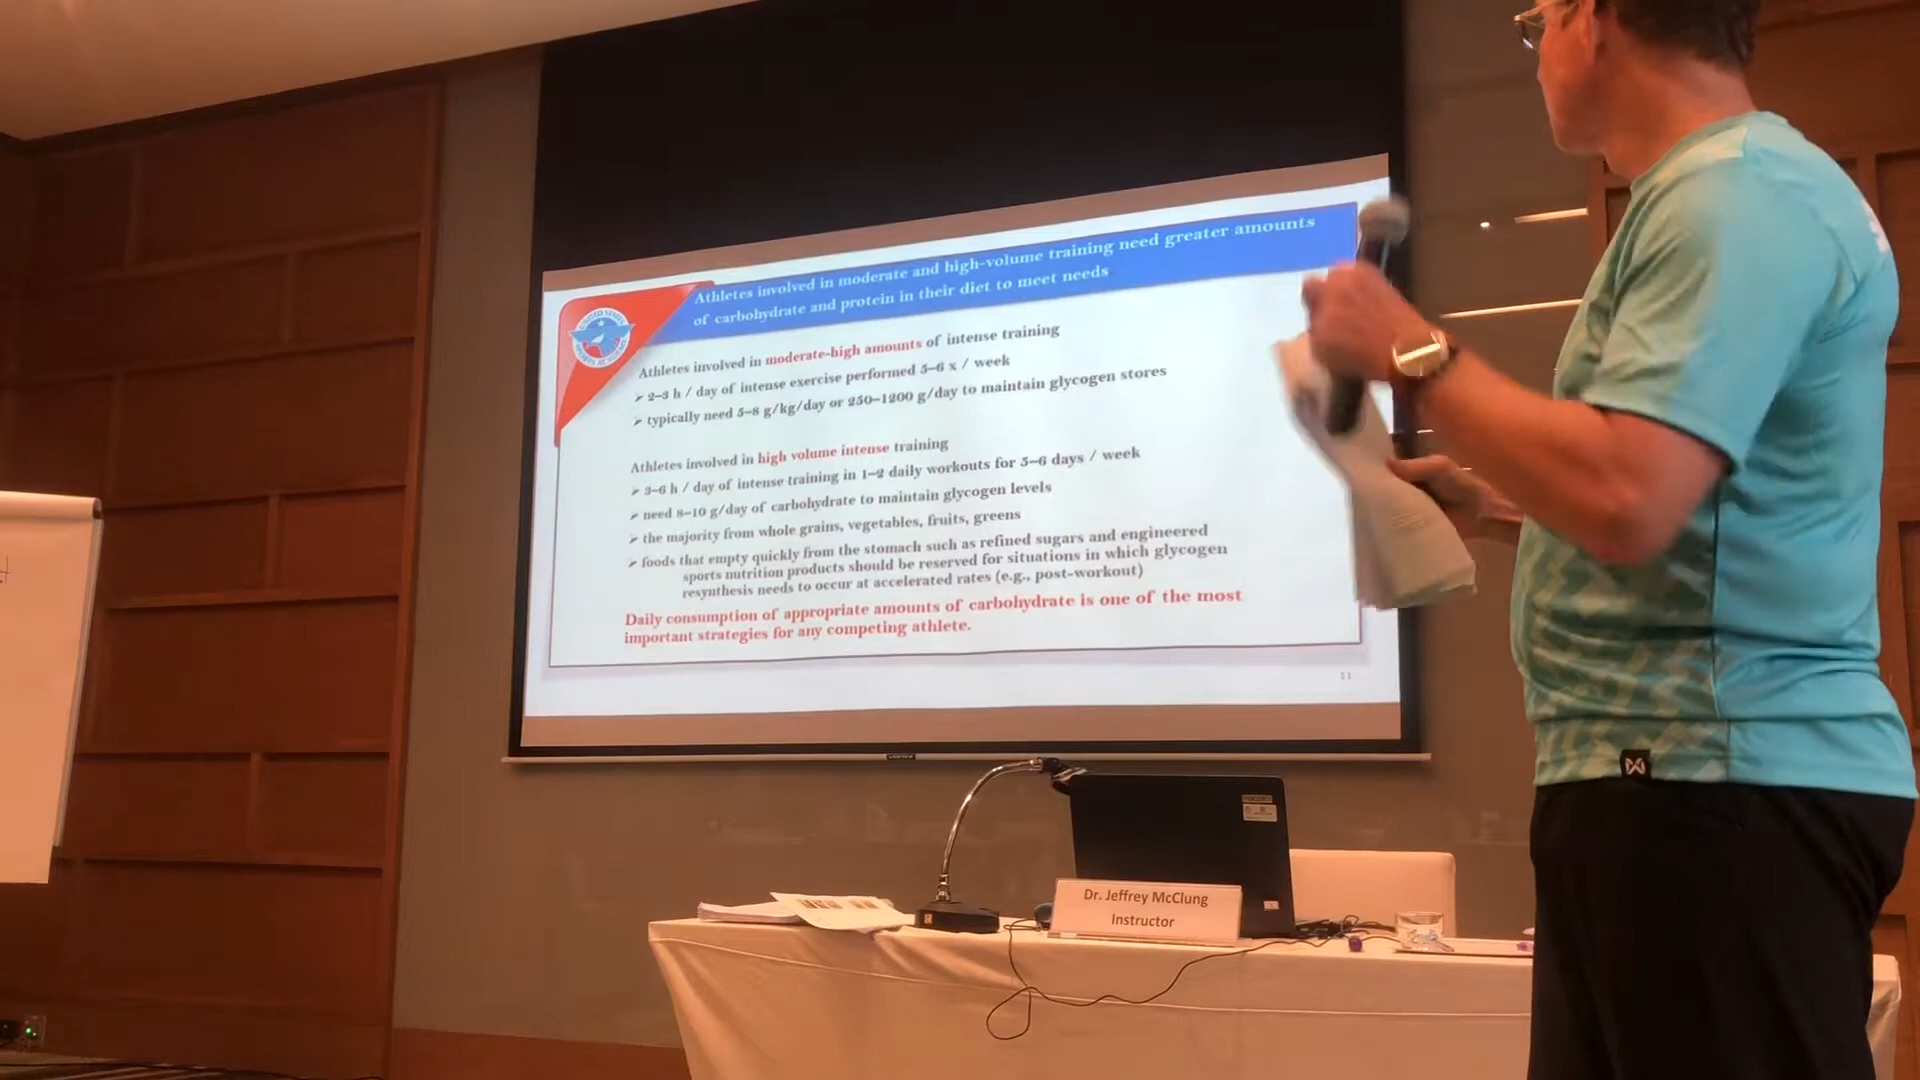 Athletes involved in moderate and high-volume training need greater amounts
of carbohydrate and protein in their diet to meet needs
UNITED STATES
SPORTS ACADEMY
Athletes involved in moderate-high amounts of intense training
➢ 2–3 h / day of intense exercise performed 5–6 x / week
➢ typically need 5–8 g/kg/day or 250–1200 g/day to maintain glycogen stores
Athletes involved in high volume intense training
➢ 3–6 h / day of intense training in 1–2 daily workouts for 5–6 days / week
➢ need 8–10 g/day of carbohydrate to maintain glycogen levels
➢ the majority from whole grains, vegetables, fruits, greens
➢ foods that empty quickly from the stomach such as refined sugars and engineered
sports nutrition products should be reserved for situations in which glycogen
resynthesis needs to occur at accelerated rates (e.g., post-workout)
Daily consumption of appropriate amounts of carbohydrate is one of the most
important strategies for any competing athlete.
Dr. Jeffrey McClung
Instructor